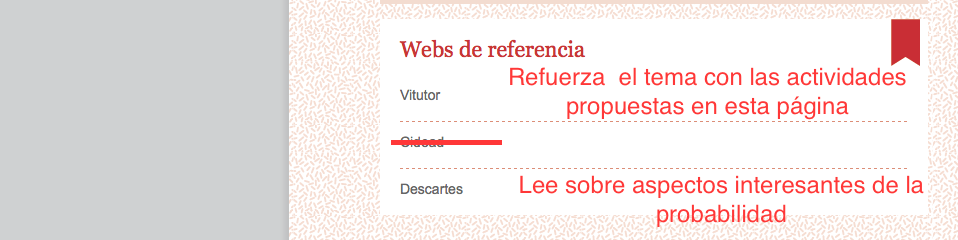 Webs de referencia
Refuerza el tema con las actividades
Vitutor
propuestas en esta página
Cidead
Descartes
Lee sobre aspectos interesantes de la
probabilidad